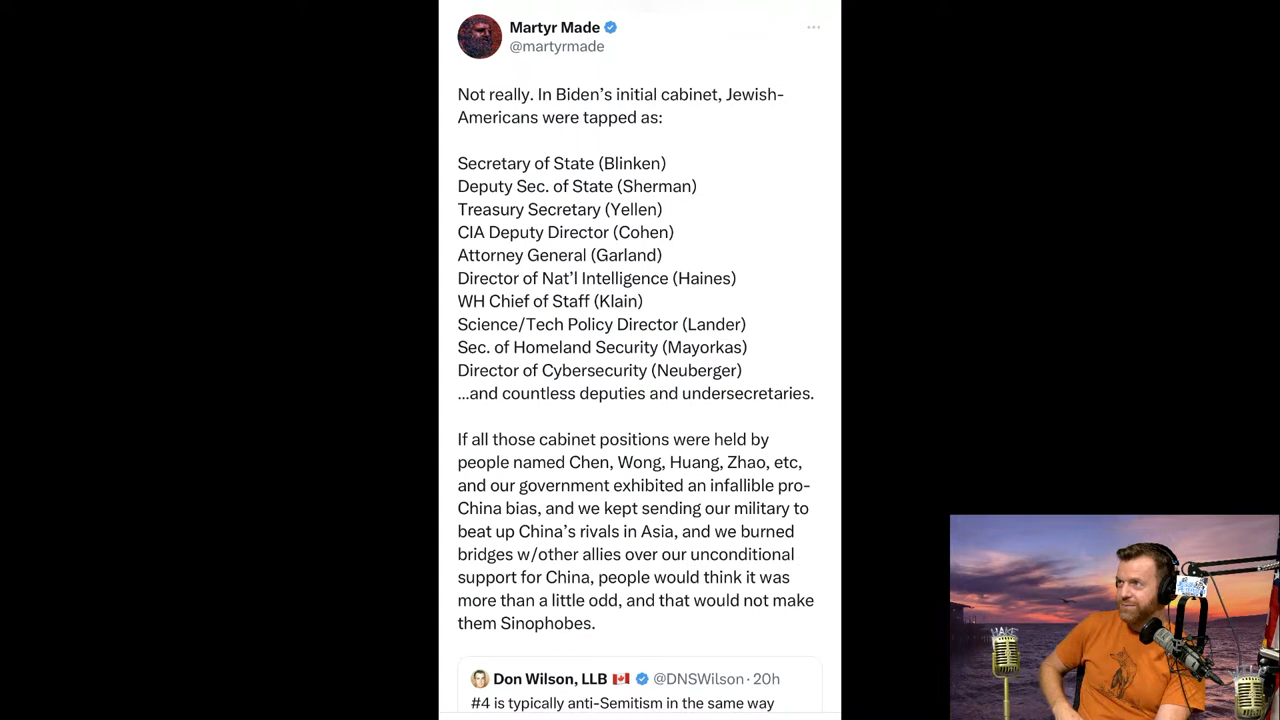 Martyr Made
@martyrmade
Not really. In Biden’s initial cabinet, Jewish-
Americans were tapped as:
Secretary of State (Blinken)
Deputy Sec. of State (Sherman)
Treasury Secretary (Yellen)
CIA Deputy Director (Cohen)
Attorney General (Garland)
Director of Nat’l Intelligence (Haines)
WH Chief of Staff (Klain)
Science/Tech Policy Director (Lander)
Sec. of Homeland Security (Mayorkas)
Director of Cybersecurity (Neuberger)
...and countless deputies and undersecretaries.
If all those cabinet positions were held by
people named Chen, Wong, Huang, Zhao, etc,
and our government exhibited an infallible pro-
China bias, and we kept sending our military to
beat up China’s rivals in Asia, and we burned
bridges w/other allies over our unconditional
support for China, people would think it was
more than a little odd, and that would not make
them Sinophobes.
Don Wilson, LLB @DNSWilson · 20h
#4 is typically anti-Semitism in the same way